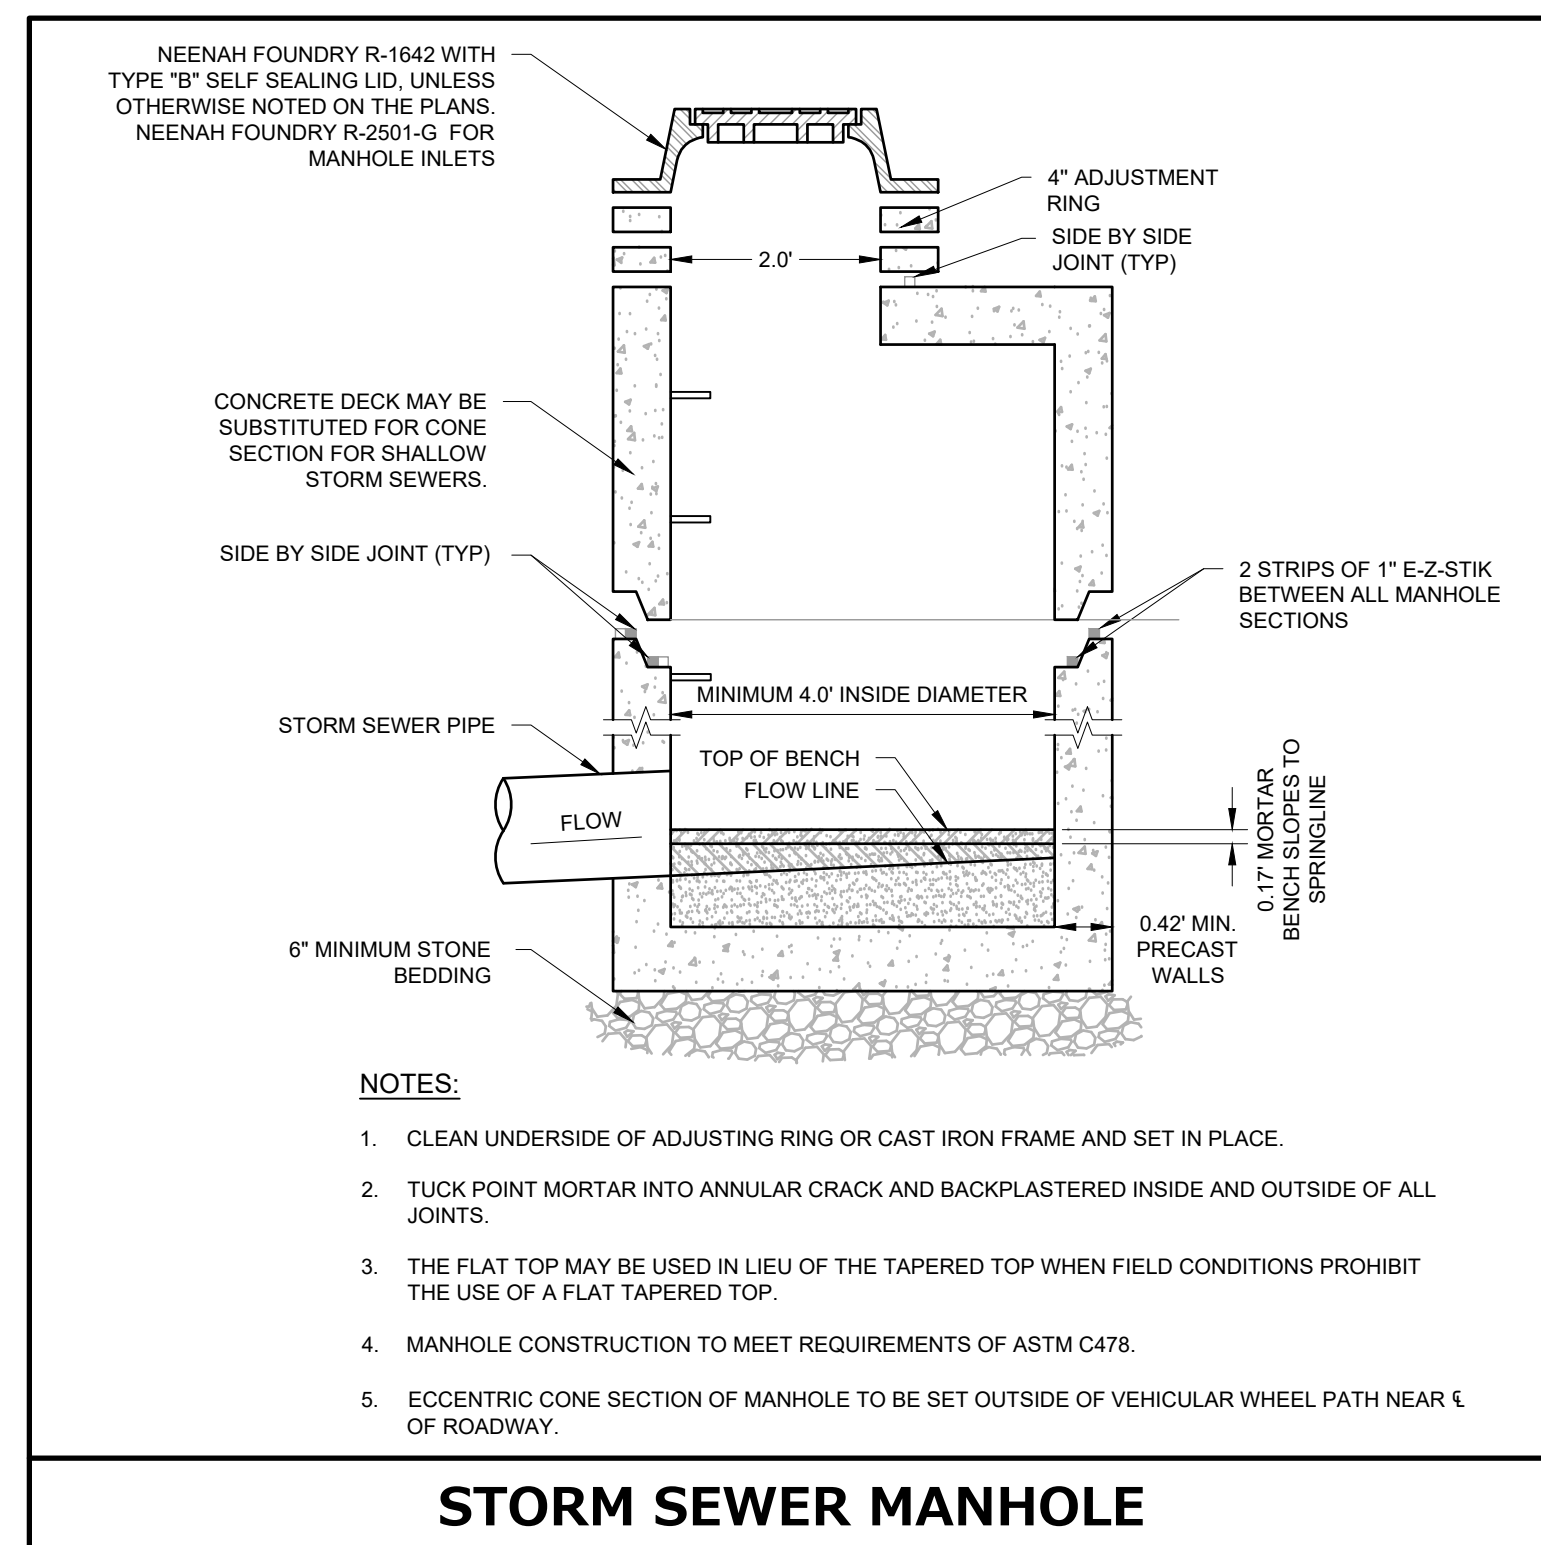 NEENAH FOUNDRY R-1642 WITH
TYPE "B" SELF SEALING LID, UNLESS
OTHERWISE NOTED ON THE PLANS.
NEENAH FOUNDRY R-2501-G FOR
MANHOLE INLETS
4" ADJUSTMENT
RING
SIDE BY SIDE
JOINT (TYP)
2.0'
CONCRETE DECK MAY BE
SUBSTITUTED FOR CONE
SECTION FOR SHALLOW
STORM SEWERS.
SIDE BY SIDE JOINT (TYP)
2 STRIPS OF 1" E-Z-STIK
BETWEEN ALL MANHOLE
SECTIONS
MINIMUM 4.0' INSIDE DIAMETER
STORM SEWER PIPE
TOP OF BENCH
FLOW LINE
FLOW
0.17' MORTAR
BENCH SLOPES TO
SPRINGLINE
0.42' MIN.
PRECAST
WALLS
6" MINIMUM STONE
BEDDING
NOTES:
1. CLEAN UNDERSIDE OF ADJUSTING RING OR CAST IRON FRAME AND SET IN PLACE.
2. TUCK POINT MORTAR INTO ANNULAR CRACK AND BACKPLASTERED INSIDE AND OUTSIDE OF ALL
JOINTS.
3. THE FLAT TOP MAY BE USED IN LIEU OF THE TAPERED TOP WHEN FIELD CONDITIONS PROHIBIT
THE USE OF A FLAT TAPERED TOP.
4. MANHOLE CONSTRUCTION TO MEET REQUIREMENTS OF ASTM C478.
5. ECCENTRIC CONE SECTION OF MANHOLE TO BE SET OUTSIDE OF VEHICULAR WHEEL PATH NEAR ℄
OF ROADWAY.
STORM SEWER MANHOLE